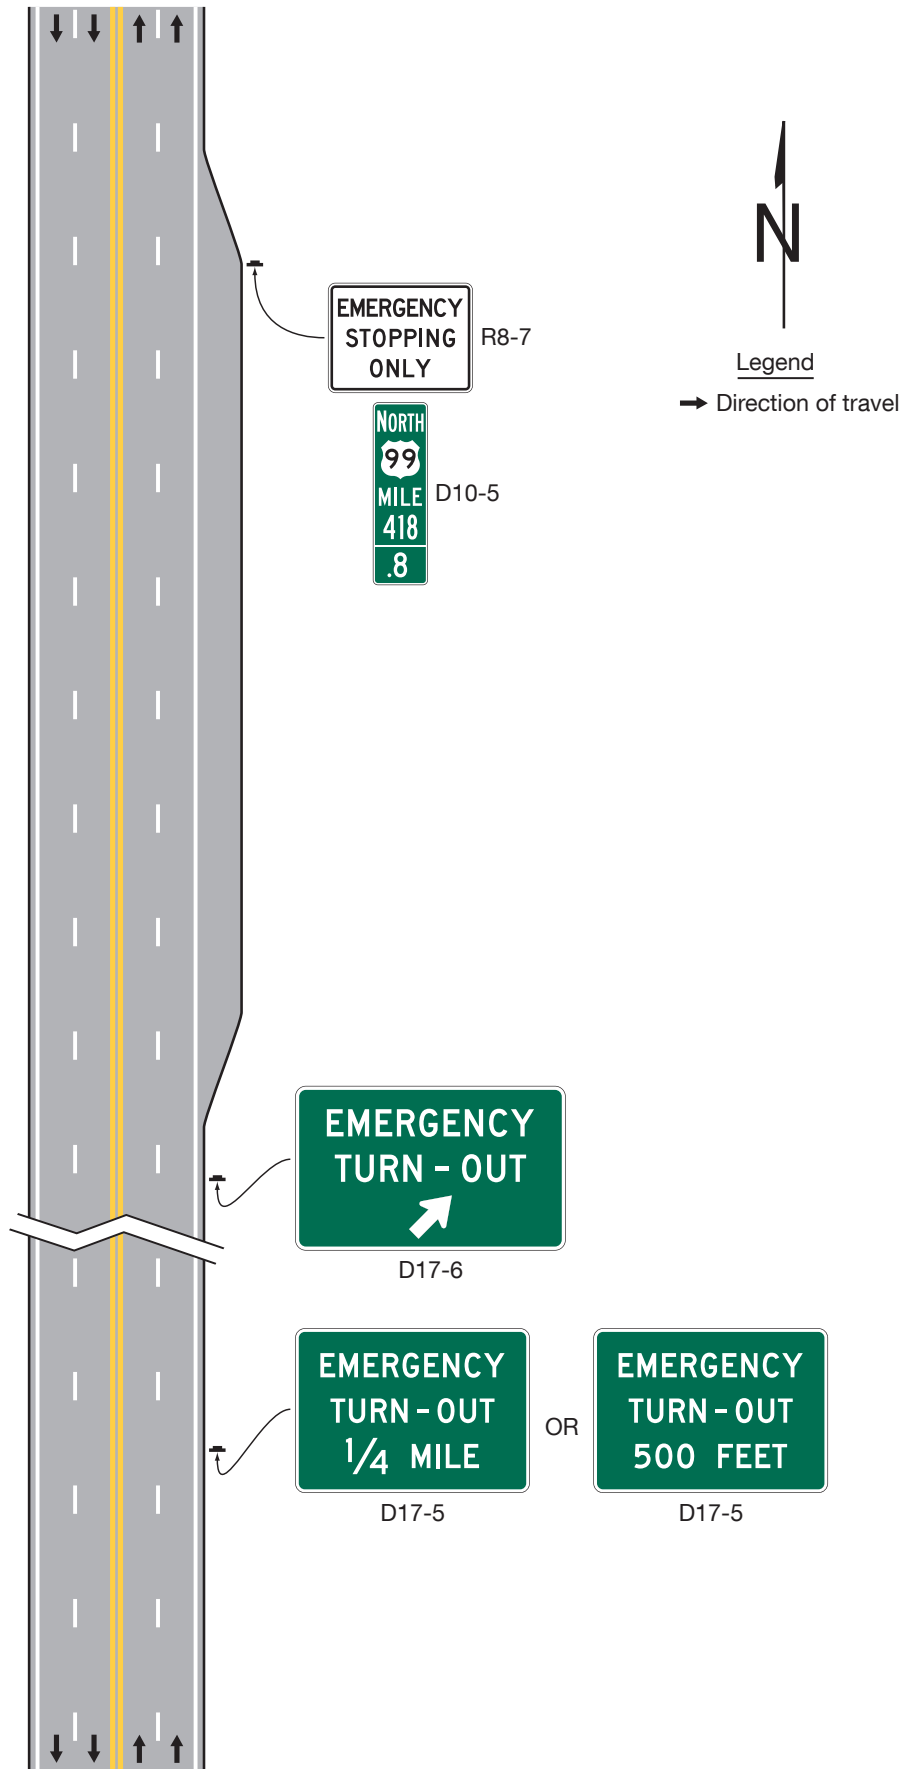 N
Legend
Direction of travel
EMERGENCY
STOPPING
ONLY
R8-7
NORTH
99
MILE
418
.8
D10-5
EMERGENCY
TURN - OUT
D17-6
EMERGENCY
TURN - OUT
1/4 MILE
D17-5
OR
EMERGENCY
TURN - OUT
500 FEET
D17-5